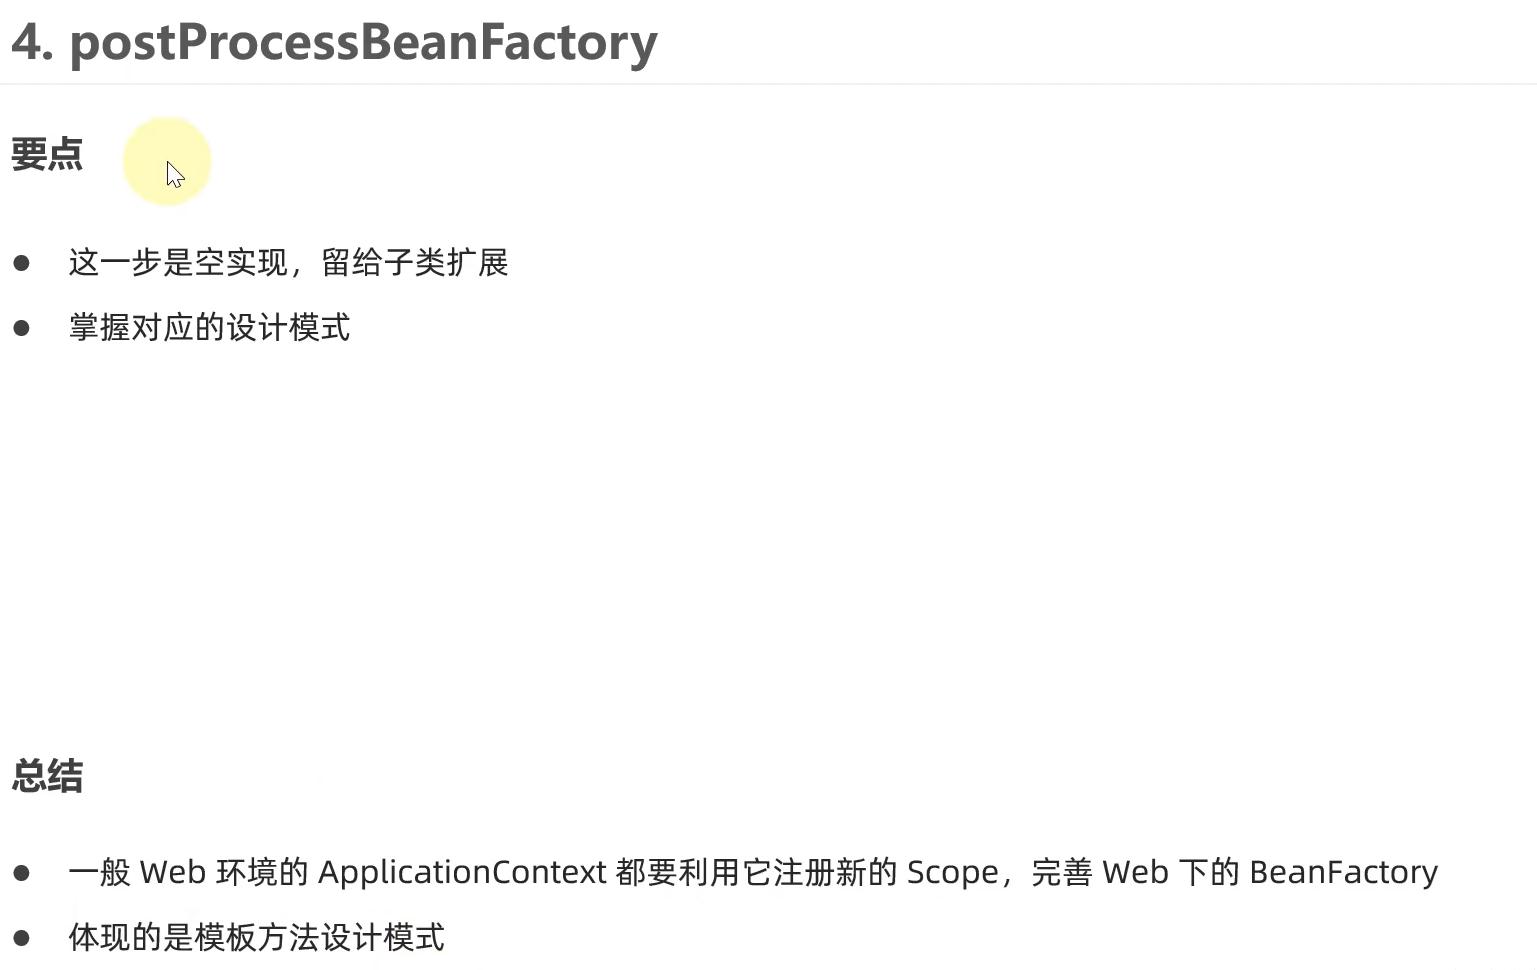 4. postProcessBeanFactory
要点
● 这一步是空实现，留给子类扩展
● 掌握对应的设计模式
总结
● 一般 Web 环境的 ApplicationContext 都要利用它注册新的 Scope，完善 Web 下的 BeanFactory
● 体现的是模板方法设计模式